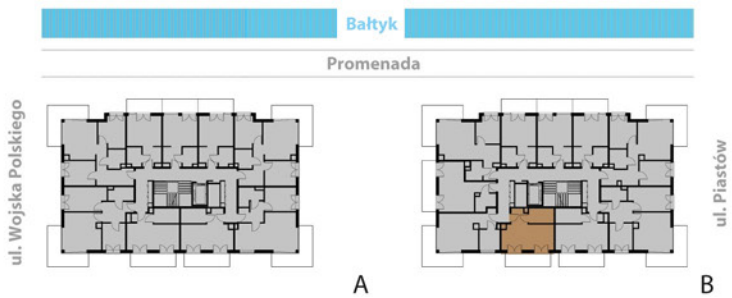 Bałtyk
Promenada
ul. Wojska Polskiego
ul. Piastów
A
B